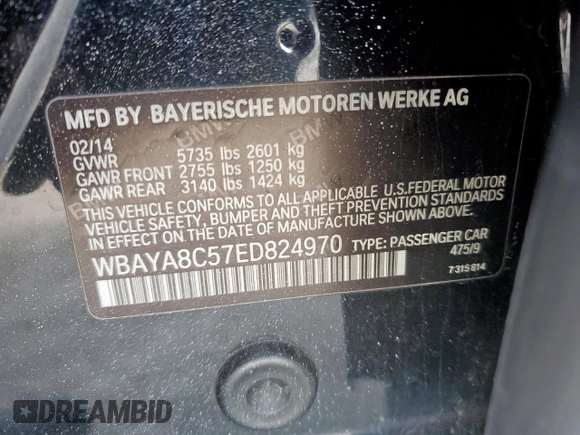 MFD BY BAYERISCHE MOTOREN WERKE AG
02/14
GVWR 5735 lbs 2601 kg
GAWR FRONT 2755 lbs 1250 kg
GAWR REAR 3140 lbs 1424 kg
THIS VEHICLE CONFORMS TO ALL APPLICABLE U.S. FEDERAL MOTOR
VEHICLE SAFETY, BUMPER AND THEFT PREVENTION STANDARDS
IN EFFECT ON THE DATE OF MANUFACTURE SHOWN ABOVE.
WBAYA8C57ED824970 TYPE: PASSENGER CAR
475/9
7 315 814
DREAMBID